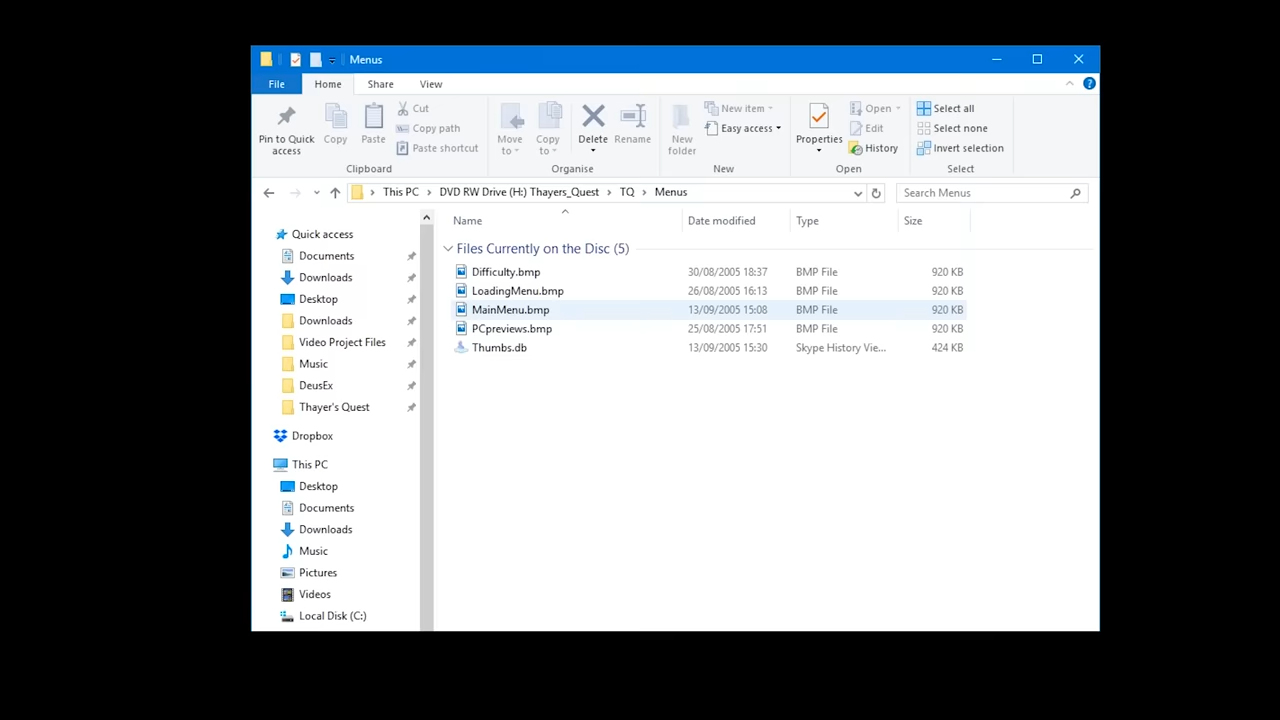 Menus
File Home Share View
Pin to Quick access
Copy
Paste
Cut
Copy path
Paste shortcut
Clipboard
Move to
Copy to
Delete
Rename
Organise
New folder
New item
Easy access
New
Properties
Open
Edit
History
Open
Select all
Select none
Invert selection
Select
This PC > DVD RW Drive (H:) Thayers_Quest > TQ > Menus
Search Menus
Name Date modified Type Size
Files Currently on the Disc (5)
Difficulty.bmp 30/08/2005 18:37 BMP File 920 KB
LoadingMenu.bmp 26/08/2005 16:13 BMP File 920 KB
MainMenu.bmp 13/09/2005 15:08 BMP File 920 KB
PCpreviews.bmp 25/08/2005 17:51 BMP File 920 KB
Thumbs.db 13/09/2005 15:30 Skype History Vie... 424 KB
Quick access
Documents
Downloads
Desktop
Downloads
Video Project Files
Music
DeusEx
Thayer's Quest
Dropbox
This PC
Desktop
Documents
Downloads
Music
Pictures
Videos
Local Disk (C:)